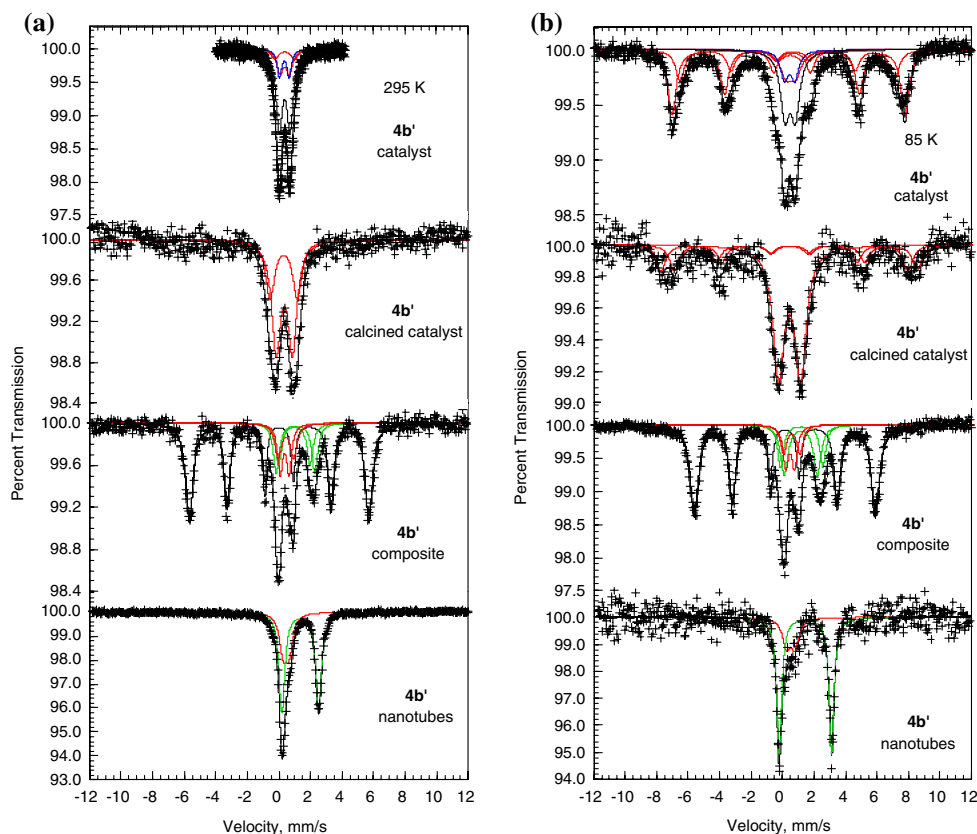 (a)
100.0
99.5
99.0
98.5
98.0
97.5
295 K
4b'
catalyst
100.0
99.6
99.2
98.8
98.4
4b'
calcined catalyst
100.0
99.6
99.2
98.8
98.4
4b'
composite
100.0
99.0
98.0
97.0
96.0
95.0
94.0
93.0
4b'
nanotubes
Percent Transmission
-12 -10 -8 -6 -4 -2 0 2 4 6 8 10 12
Velocity, mm/s
(b)
100.0
99.5
99.0
98.5
85 K
4b'
catalyst
100.0
99.8
99.6
99.4
99.2
99.0
4b'
calcined catalyst
100.0
99.5
99.0
98.5
98.0
97.5
4b'
composite
100.0
99.0
98.0
97.0
96.0
95.0
94.0
4b'
nanotubes
Percent Transmission
-12 -10 -8 -6 -4 -2 0 2 4 6 8 10 12
Velocity, mm/s